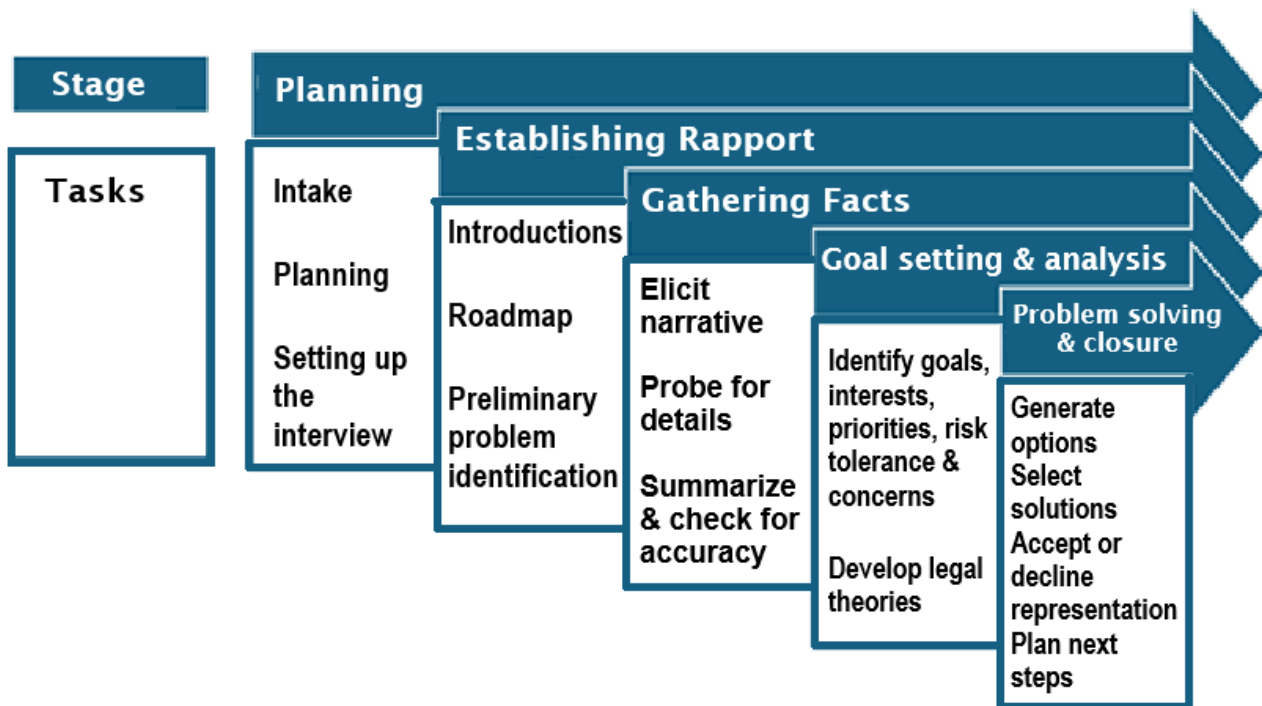 Stage
Planning
Establishing Rapport
Gathering Facts
Goal setting & analysis
Problem solving
& closure
Tasks
Intake
Planning
Setting up
the
interview
Introductions
Roadmap
Preliminary
problem
identification
Elicit
narrative
Probe for
details
Summarize
& check for
accuracy
Identify goals,
interests,
priorities, risk
tolerance &
concerns
Develop legal
theories
Generate
options
Select
solutions
Accept or
decline
representation
Plan next
steps